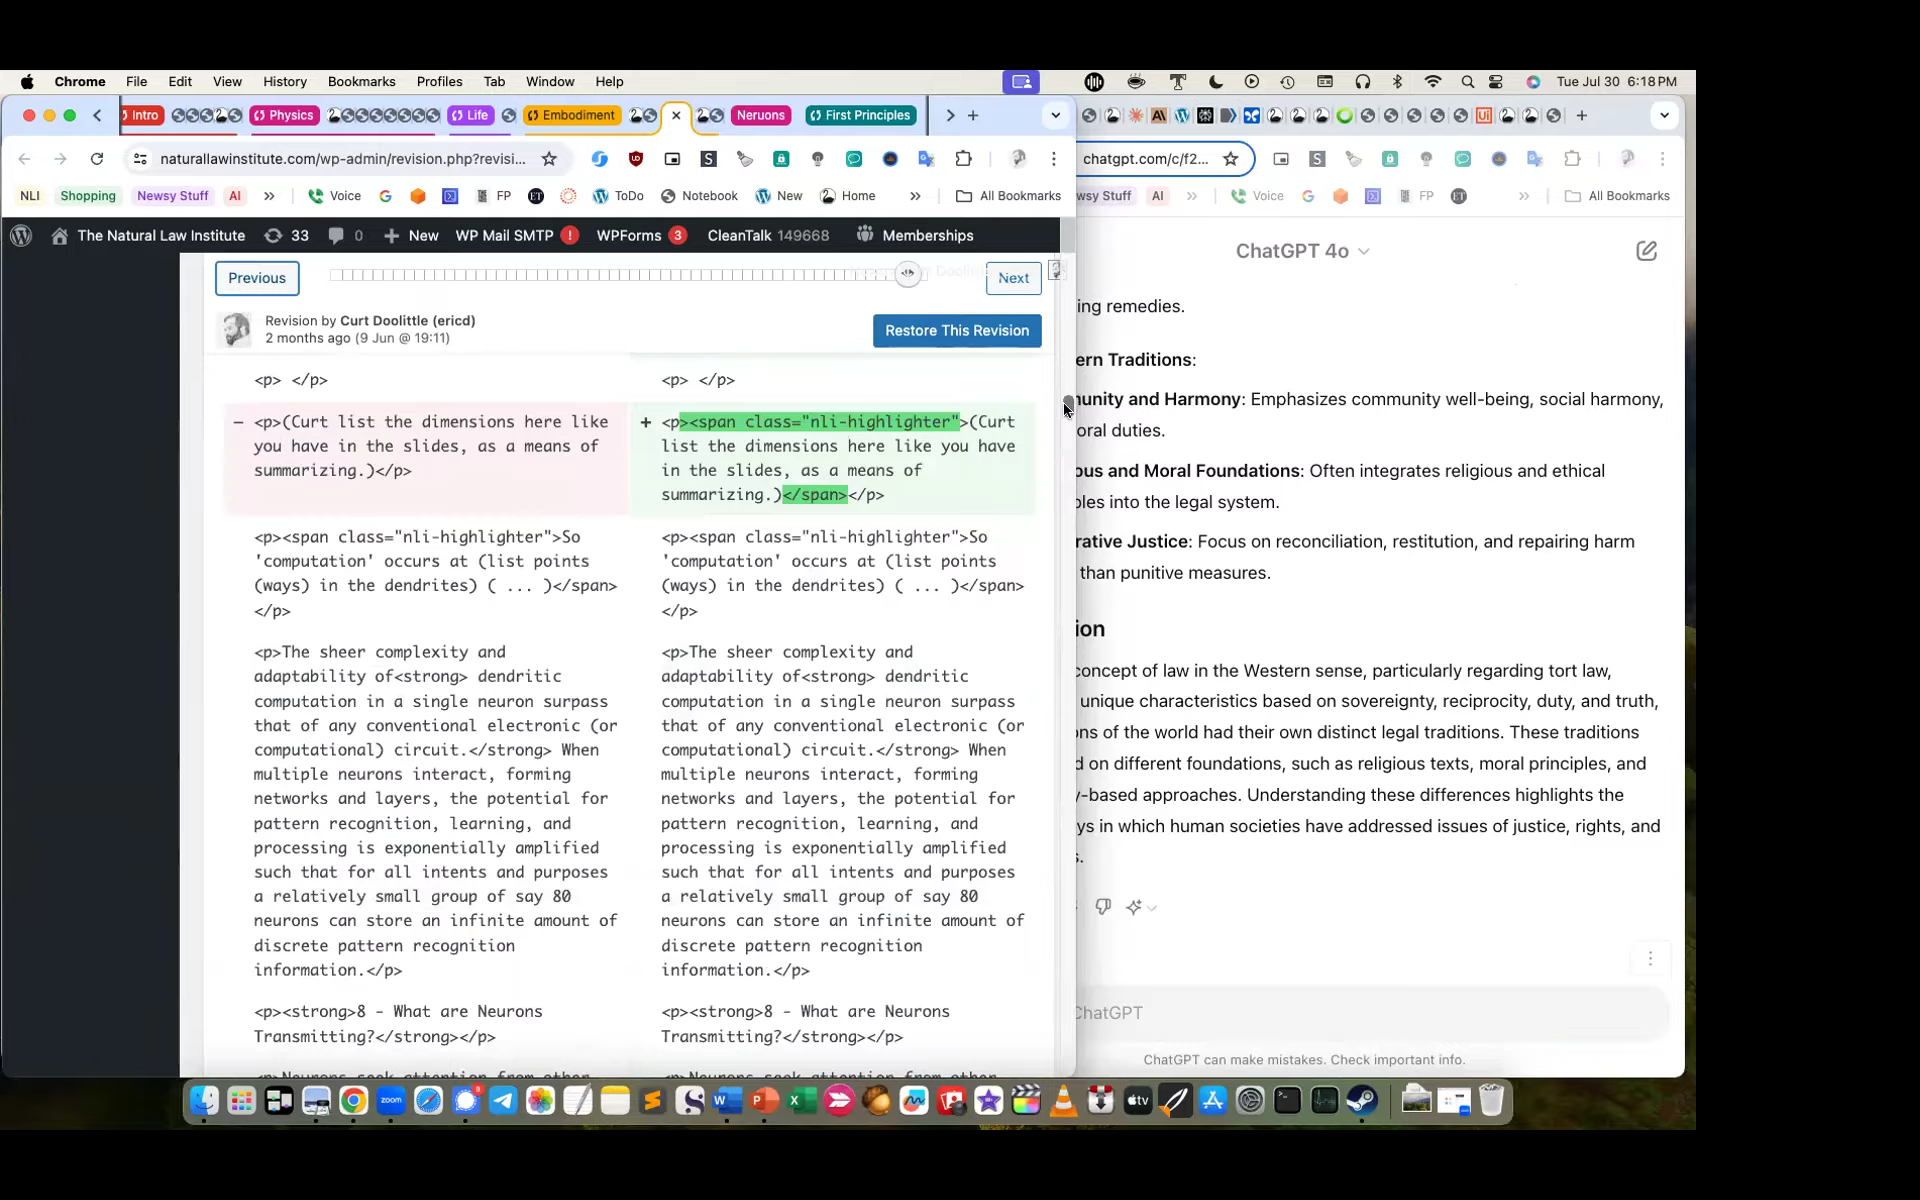 Chrome File Edit View History Bookmarks Profiles Tab Window Help Tue Jul 30 6:18 PM
Intro Physics Life Embodiment Neruons First Principles
naturallawinstitute.com/wp-admin/revision.php?revisi...
NLI Shopping Newsy Stuff AI Voice FP ToDo Notebook New Home All Bookmarks
The Natural Law Institute 33 0 New WP Mail SMTP ! WPForms 3 CleanTalk 149668 Memberships
Previous Next
Revision by Curt Doolittle (ericd)
2 months ago (9 Jun @ 19:11)
Restore This Revision
<p> </p>
− <p>(Curt list the dimensions here like
you have in the slides, as a means of
summarizing.)</p>
<p><span class="nli-highlighter">So
'computation' occurs at (list points
(ways) in the dendrites) ( ... )</span>
</p>
<p>The sheer complexity and
adaptability of<strong> dendritic
computation in a single neuron surpass
that of any conventional electronic (or
computational) circuit.</strong> When
multiple neurons interact, forming
networks and layers, the potential for
pattern recognition, learning, and
processing is exponentially amplified
such that for all intents and purposes
a relatively small group of say 80
neurons can store an infinite amount of
discrete pattern recognition
information.</p>
<p><strong>8 - What are Neurons
Transmitting?</strong></p>
<p>Neurons seek attention from other
<p> </p>
+ <p><span class="nli-highlighter">(Curt
list the dimensions here like you have
in the slides, as a means of
summarizing.)</span></p>
<p><span class="nli-highlighter">So
'computation' occurs at (list points
(ways) in the dendrites) ( ... )</span>
</p>
<p>The sheer complexity and
adaptability of<strong> dendritic
computation in a single neuron surpass
that of any conventional electronic (or
computational) circuit.</strong> When
multiple neurons interact, forming
networks and layers, the potential for
pattern recognition, learning, and
processing is exponentially amplified
such that for all intents and purposes
a relatively small group of say 80
neurons can store an infinite amount of
discrete pattern recognition
information.</p>
<p><strong>8 - What are Neurons
Transmitting?</strong></p>
<p>Neurons seek attention from other
chatgpt.com/c/f2...
wsy Stuff AI Voice FP All Bookmarks
ChatGPT 4o
ing remedies.
ern Traditions:
nunity and Harmony: Emphasizes community well-being, social harmony,
oral duties.
ous and Moral Foundations: Often integrates religious and ethical
ples into the legal system.
rative Justice: Focus on reconciliation, restitution, and repairing harm
than punitive measures.
ion
concept of law in the Western sense, particularly regarding tort law,
unique characteristics based on sovereignty, reciprocity, duty, and truth,
ons of the world had their own distinct legal traditions. These traditions
d on different foundations, such as religious texts, moral principles, and
y-based approaches. Understanding these differences highlights the
ys in which human societies have addressed issues of justice, rights, and
s.
ChatGPT
ChatGPT can make mistakes. Check important info.
zoom
tv